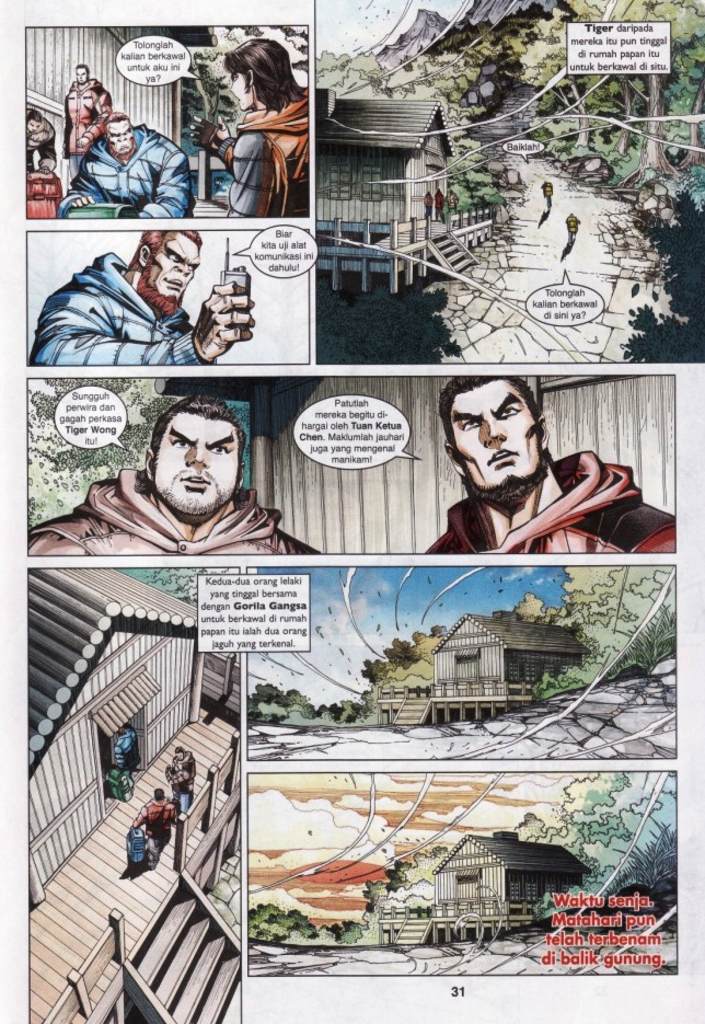 Tolonglah
kalian berkawal
untuk aku ini
ya?
Biar
kita uji alat
komunikasi ini
dahulu!
Tiger daripada
mereka itu pun tinggal
di rumah papan itu
untuk berkawal di situ.
Baiklah!
Tolonglah
kalian berkawal
di sini ya?
Sungguh
perwira dan
gagah perkasa
Tiger Wong
itu!
Patutlah
mereka begitu di-
hargai oleh Tuan Ketua
Chen. Maklumlah jauhari
juga yang mengenal
manikam!
Kedua-dua orang lelaki
yang tinggal bersama
dengan Gorila Gangsa
untuk berkawal di rumah
papan itu ialah dua orang
jaguh yang terkenal.
Waktu senja.
Matahari pun
telah terbenam
di balik gunung.
31